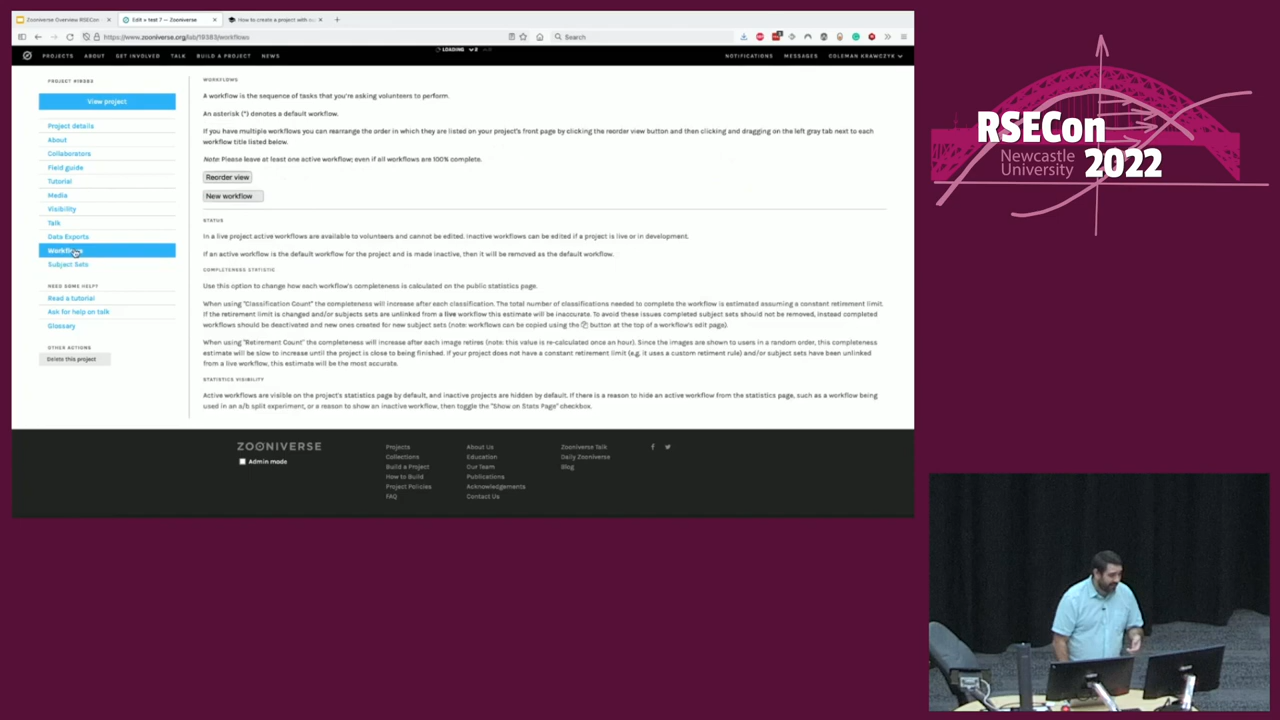 Zooniverse Overview RSECon
Edit « test 7 — Zooniverse
How to create a project with our
https://www.zooniverse.org/lab/19383/workflows
Search
PROJECTS
ABOUT
GET INVOLVED
TALK
BUILD A PROJECT
NEWS
LOADING
NOTIFICATIONS
MESSAGES
COLEMAN KRAWCZYK
PROJECT #19383
View project
Project details
About
Collaborators
Field guide
Tutorial
Media
Visibility
Talk
Data Exports
Workflows
Subject Sets
NEED SOME HELP?
Read a tutorial
Ask for help on talk
Glossary
OTHER ACTIONS
Delete this project
WORKFLOWS
A workflow is the sequence of tasks that you're asking volunteers to perform.
An asterisk (*) denotes a default workflow.
If you have multiple workflows you can rearrange the order in which they are listed on your project's front page by clicking the reorder view button and then clicking and dragging on the left gray tab next to each
workflow title listed below.
Note: Please leave at least one active workflow; even if all workflows are 100% complete.
Reorder view
New workflow
STATUS
In a live project active workflows are available to volunteers and cannot be edited. Inactive workflows can be edited if a project is live or in development.
If an active workflow is the default workflow for the project and is made inactive, then it will be removed as the default workflow.
COMPLETENESS STATISTIC
Use this option to change how each workflow's completeness is calculated on the public statistics page.
When using "Classification Count" the completeness will increase after each classification. The total number of classifications needed to complete the workflow is estimated assuming a constant retirement limit.
If the retirement limit is changed and/or subjects sets are unlinked from a live workflow this estimate will be inaccurate. To avoid these issues completed subject sets should not be removed, instead completed
workflows should be deactivated and new ones created for new subject sets (note: workflows can be copied using the button at the top of a workflow's edit page).
When using "Retirement Count" the completeness will increase after each image retires (note: this value is re-calculated once an hour). Since the images are shown to users in a random order, this completeness
estimate will be slow to increase until the project is close to being finished. If your project does not have a constant retirement limit (e.g. it uses a custom retiment rule) and/or subject sets have been unlinked
from a live workflow, this estimate will be the most accurate.
STATISTICS VISIBILITY
Active workflows are visible on the project's statistics page by default, and inactive projects are hidden by default. If there is a reason to hide an active workflow from the statistics page, such as a workflow being
used in an a/b split experiment, or a reason to show an inactive workflow, then toggle the "Show on Stats Page" checkbox.
ZOONIVERSE
Admin mode
Projects
Collections
Build a Project
How to Build
Project Policies
FAQ
About Us
Education
Our Team
Publications
Acknowledgements
Contact Us
Zooniverse Talk
Daily Zooniverse
Blog
RSECon
Newcastle
University
2022